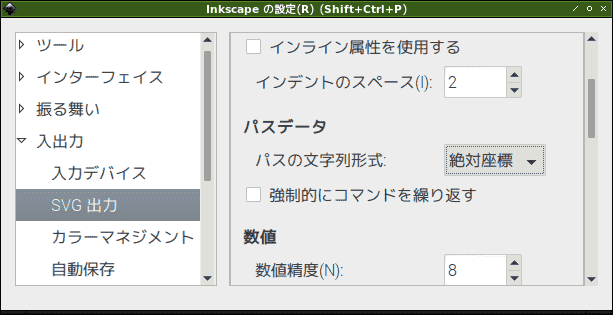 Inkscape の設定(R) (Shift+Ctrl+P)
ツール
インターフェイス
振る舞い
入出力
入力デバイス
SVG 出力
カラーマネジメント
自動保存
インライン属性を使用する
インデントのスペース(I): 2
パスデータ
パスの文字列形式: 絶対座標
強制的にコマンドを繰り返す
数値
数値精度(N): 8